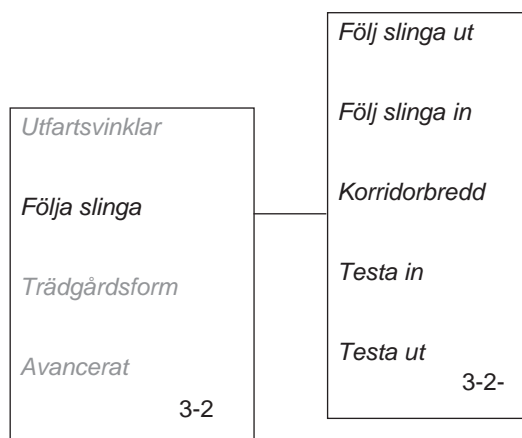 Utfartsvinklar
Följa slinga
Trädgårdsform
Avancerat
3-2
Följ slinga ut
Följ slinga in
Korridorbredd
Testa in
Testa ut
3-2-